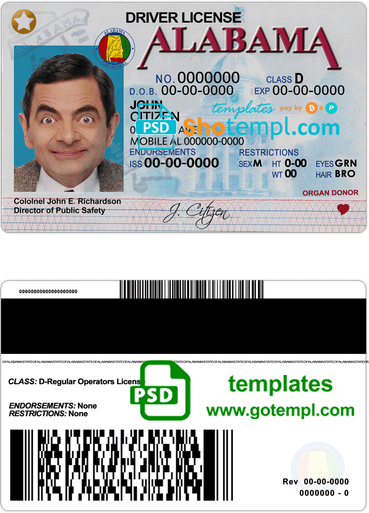 DRIVER LICENSE
ALABAMA
NO. 0000000 CLASS D
D.O.B. 00-00-0000 EXP 00-00-0000
JOHN
templates pay by B & P
CITIZEN
PSD Shotempl.com
MOBILE AL 000000-0000
ENDORSEMENTS RESTRICTIONS
ISS 00-00-0000 SEX M HT 0-00 EYES GRN
WT 00 HAIR BRO
ORGAN DONOR
Cololnel John E. Richardson
Director of Public Safety
J. Citizen
CLASS: D-Regular Operators Licens
PSD templates
www.gotempl.com
ENDORSEMENTS: None
RESTRICTIONS: None
Rev 00-00-0000
0000000 - 0